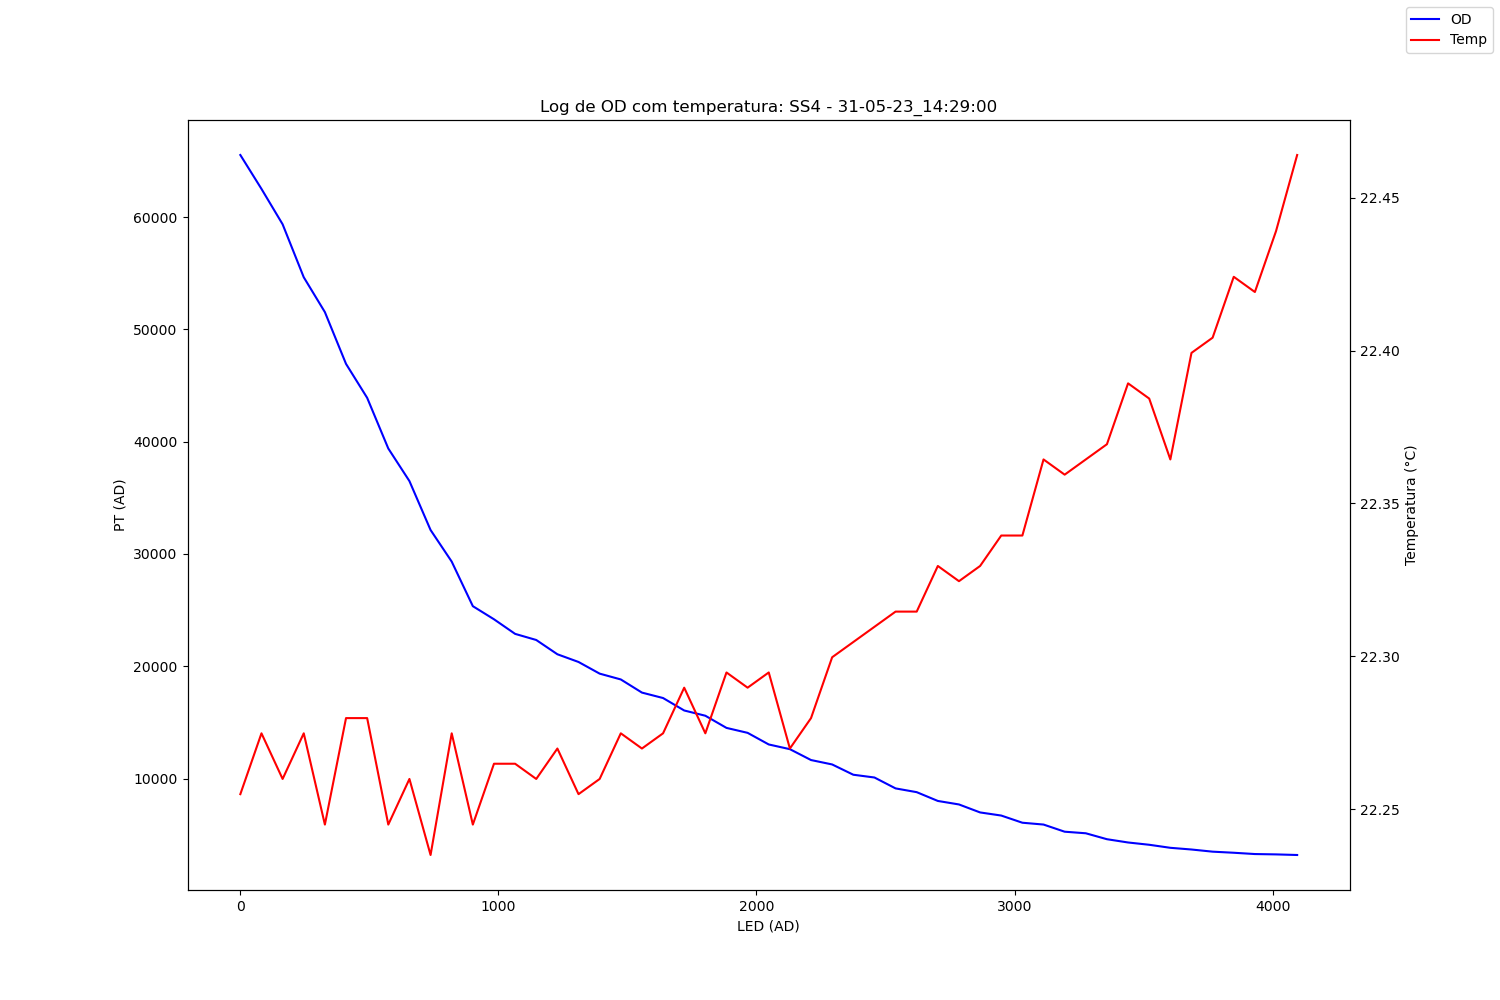 OD
Temp
Log de OD com temperatura: SS4 - 31-05-23_14:29:00
60000
50000
40000
30000
20000
10000
PT (AD)
22.45
22.40
22.35
22.30
22.25
Temperatura (°C)
0 1000 2000 3000 4000
LED (AD)